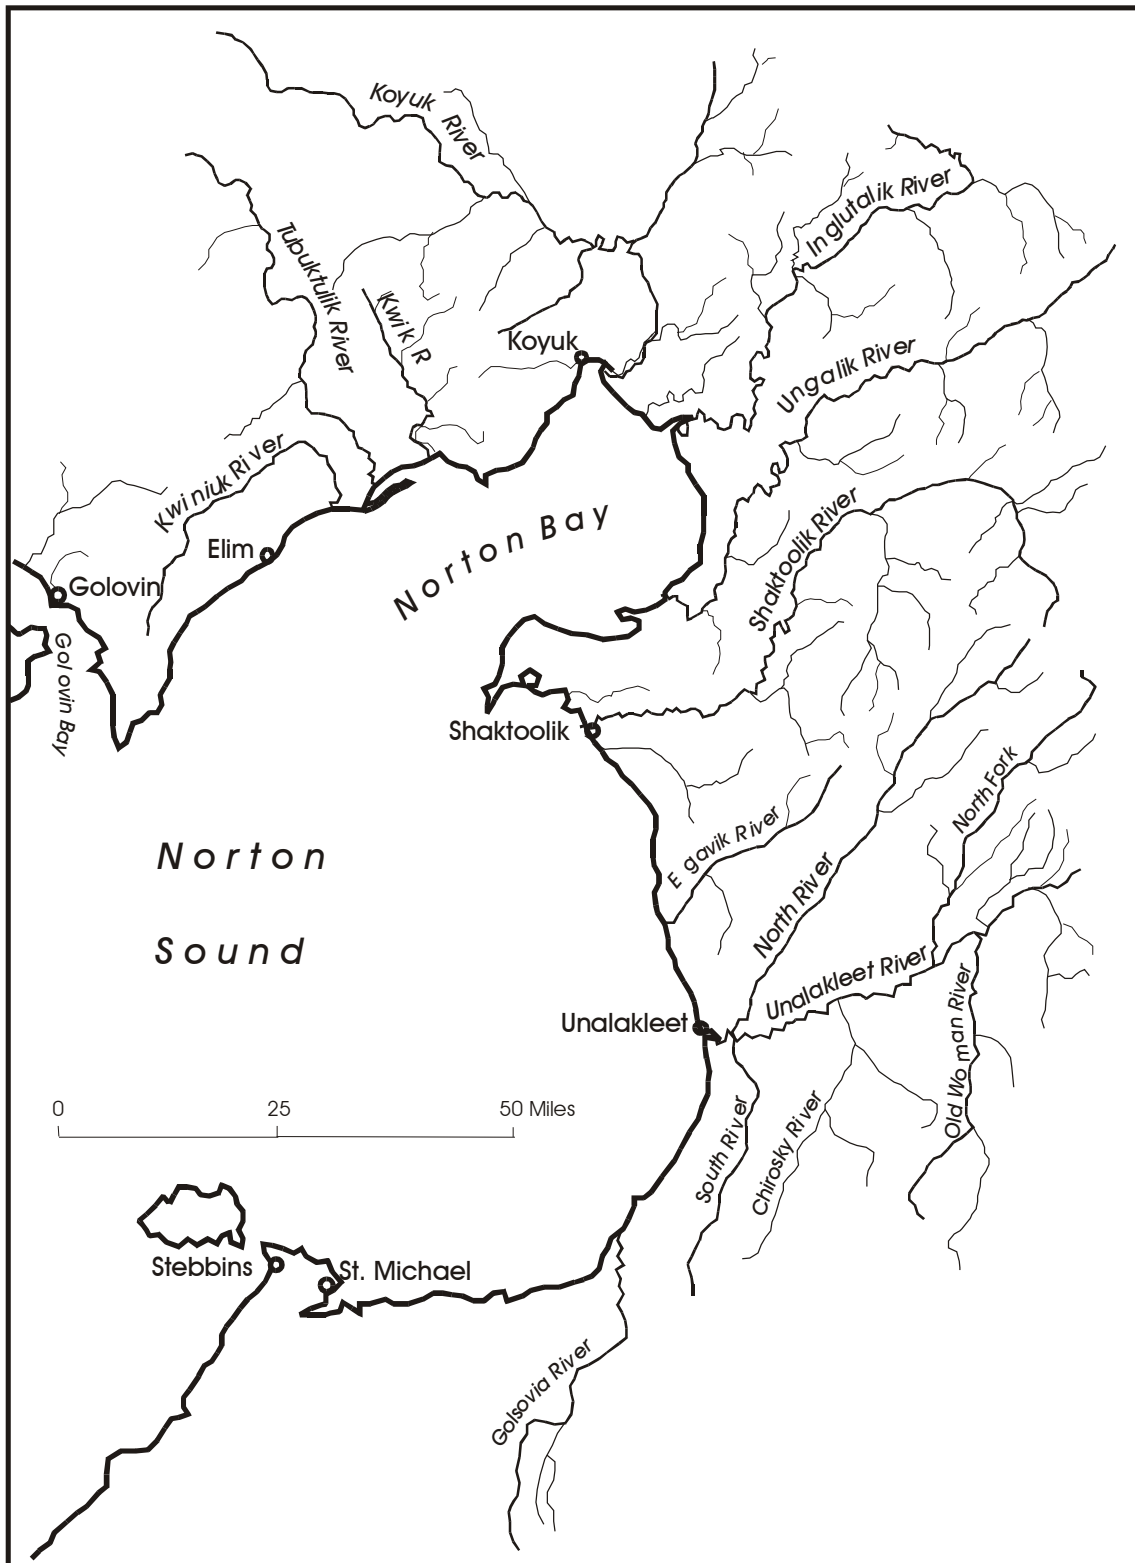 Koyuk River
Inglutalik River
Tubuktulik River
Kwik R
Koyuk
Ungalik River
Kwiniuk River
Norton Bay
Shaktoolik River
Elim
Golovin
Golovin Bay
Shaktoolik
North Fork
Egavik River
Norton
Sound
North River
Unalakleet River
Old Woman River
Unalakleet
0 25 50 Miles
South River
Chirosky River
Stebbins
St. Michael
Golsovia River